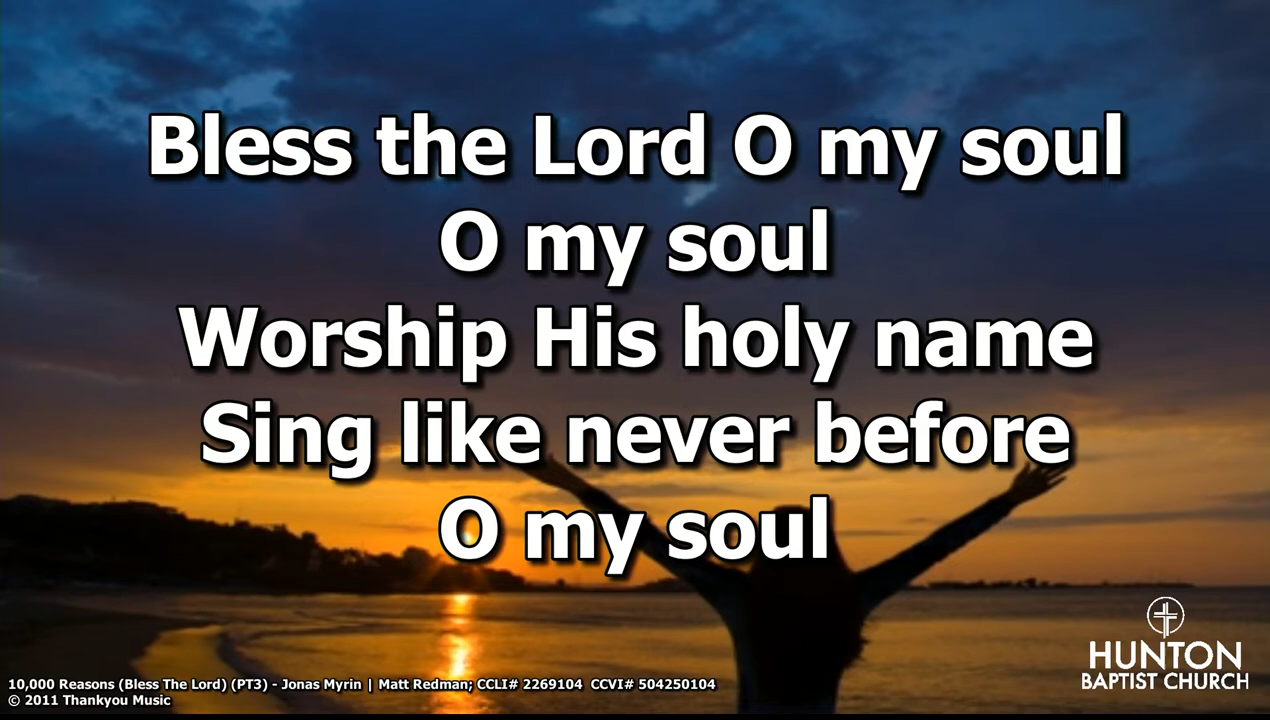 Bless the Lord O my soul
O my soul
Worship His holy name
Sing like never before
O my soul
HUNTON
BAPTIST CHURCH
10,000 Reasons (Bless The Lord) (PT3) - Jonas Myrin | Matt Redman; CCLI# 2269104 CCVI# 504250104
© 2011 Thankyou Music